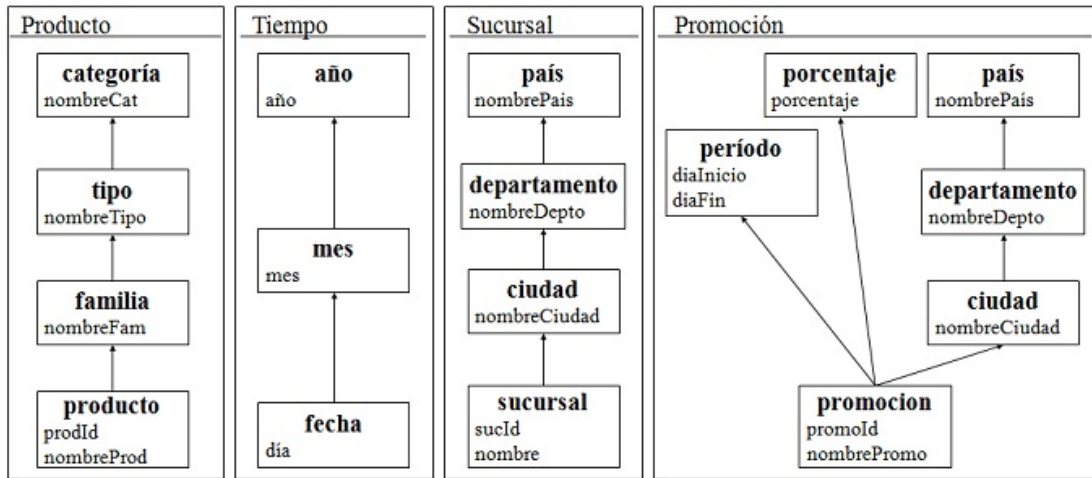 Producto
categoría
nombreCat
tipo
nombreTipo
familia
nombreFam
producto
prodId
nombreProd
Tiempo
año
año
mes
mes
fecha
día
Sucursal
país
nombrePais
departamento
nombreDepto
ciudad
nombreCiudad
sucursal
sucId
nombre
Promoción
período
diaInicio
diaFin
porcentaje
porcentaje
país
nombrePaís
departamento
nombreDepto
ciudad
nombreCiudad
promocion
promoId
nombrePromo